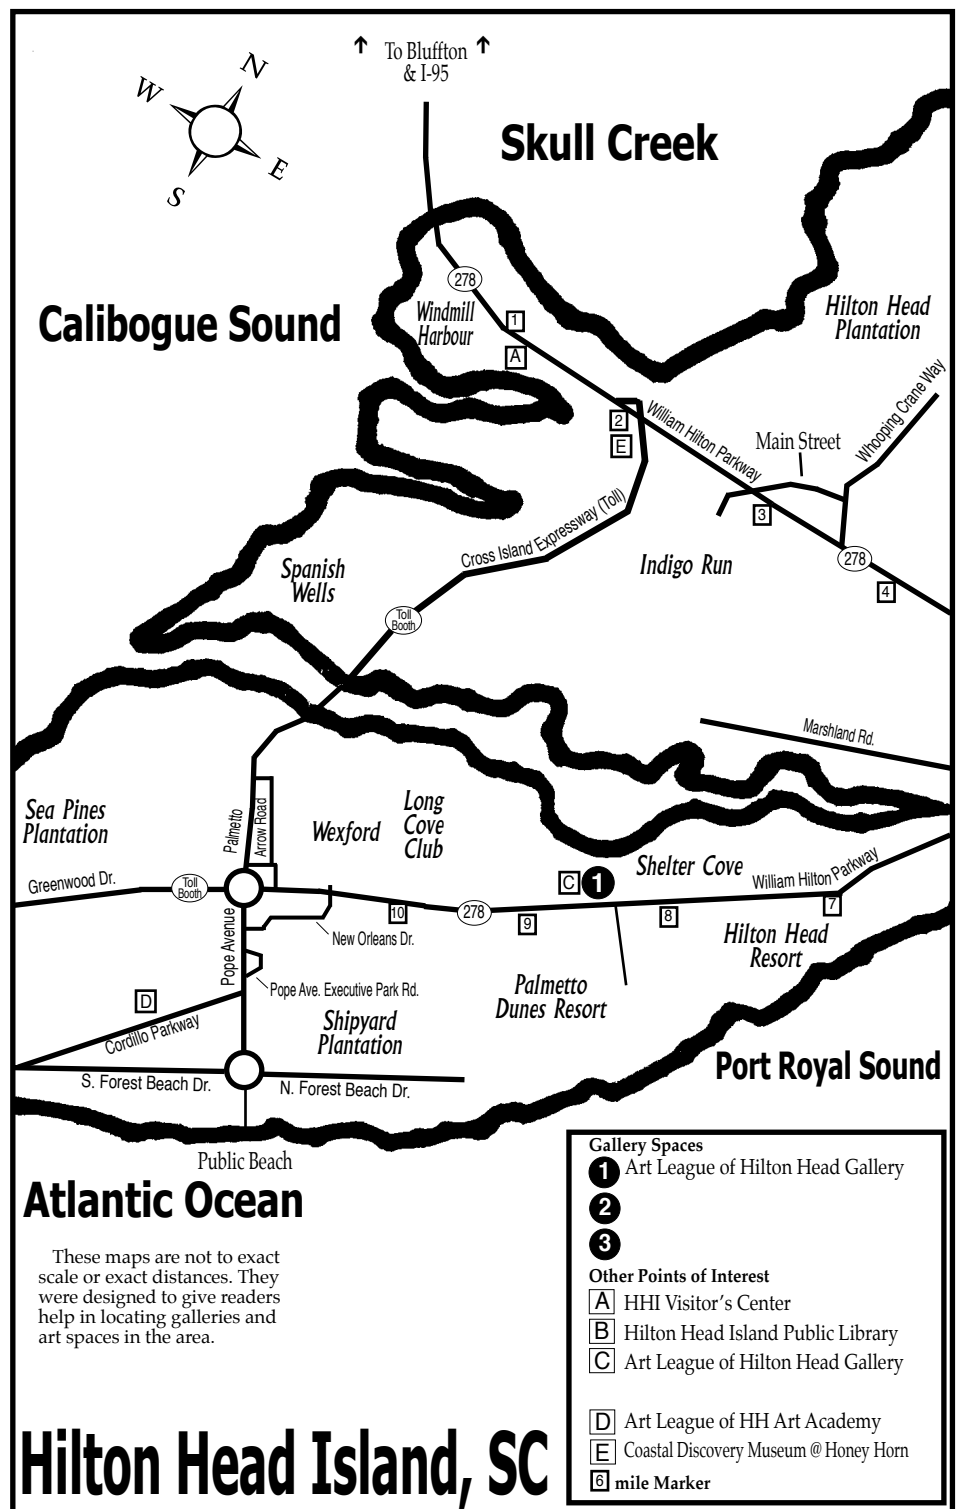 To Bluffton
& I-95
N
W
E
S
Skull Creek
278
Calibogue Sound
Windmill
Harbour
1
A
Hilton Head
Plantation
2
E
William Hilton Parkway
Main Street
Whooping Crane Way
3
Cross Island Expressway (Toll)
Spanish
Wells
Indigo Run
278
4
Toll
Booth
Marshland Rd.
Sea Pines
Plantation
Palmetto
Arrow Road
Wexford
Long
Cove
Club
Shelter Cove
William Hilton Parkway
Greenwood Dr.
Toll
Booth
C
1
10
278
9
8
7
New Orleans Dr.
Pope Avenue
Hilton Head
Resort
Pope Ave. Executive Park Rd.
Palmetto
Dunes Resort
D
Cordillo Parkway
Shipyard
Plantation
Port Royal Sound
S. Forest Beach Dr.
N. Forest Beach Dr.
Public Beach
Atlantic Ocean
These maps are not to exact
scale or exact distances. They
were designed to give readers
help in locating galleries and
art spaces in the area.
Hilton Head Island, SC
Gallery Spaces
1 Art League of Hilton Head Gallery
2
3
Other Points of Interest
A HHI Visitor's Center
B Hilton Head Island Public Library
C Art League of Hilton Head Gallery
D Art League of HH Art Academy
E Coastal Discovery Museum @ Honey Horn
6 mile Marker